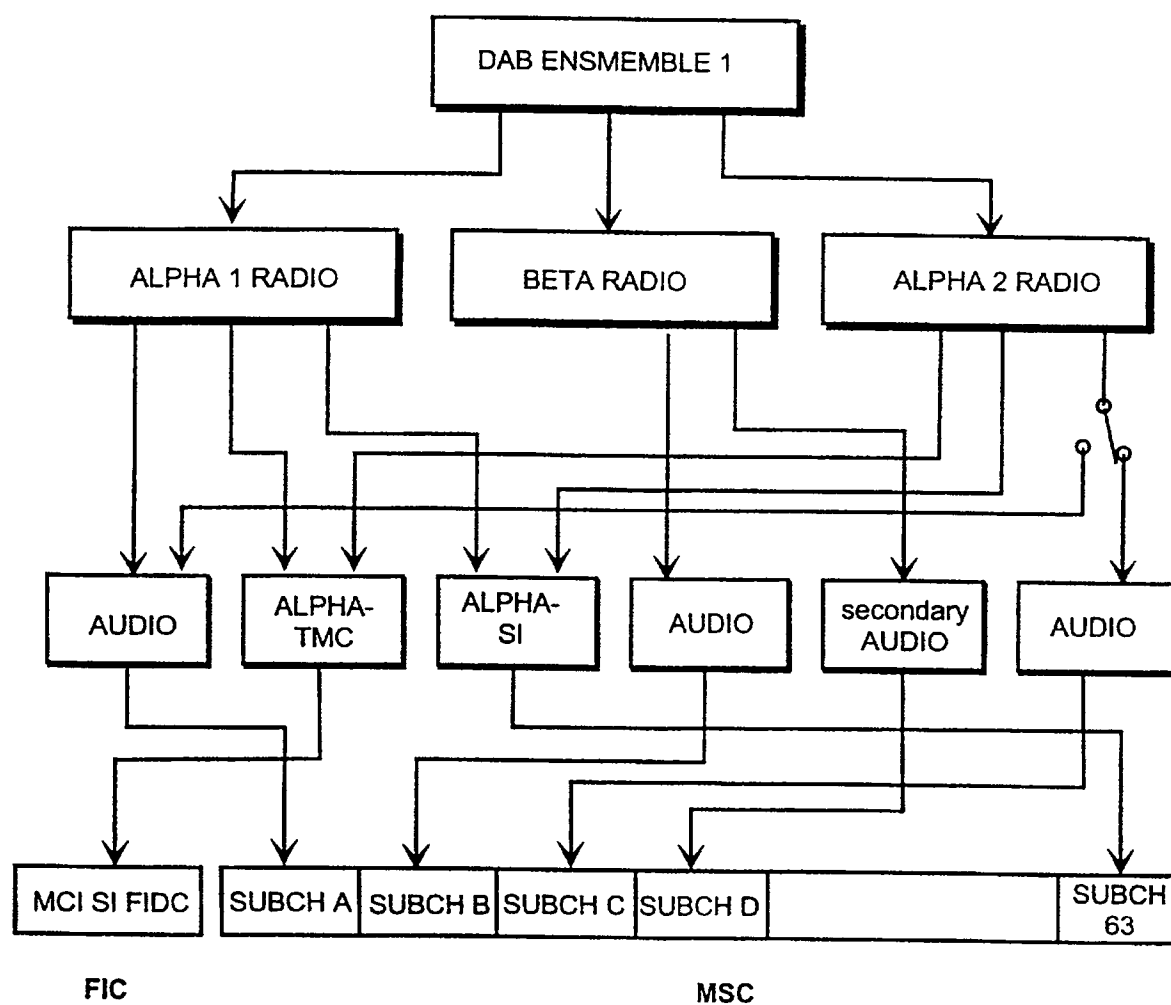 DAB ENSMEMBLE 1
ALPHA 1 RADIO
BETA RADIO
ALPHA 2 RADIO
AUDIO
ALPHA-
TMC
ALPHA-
SI
AUDIO
secondary
AUDIO
AUDIO
MCI SI FIDC
SUBCH A
SUBCH B
SUBCH C
SUBCH D
SUBCH
63
FIC
MSC